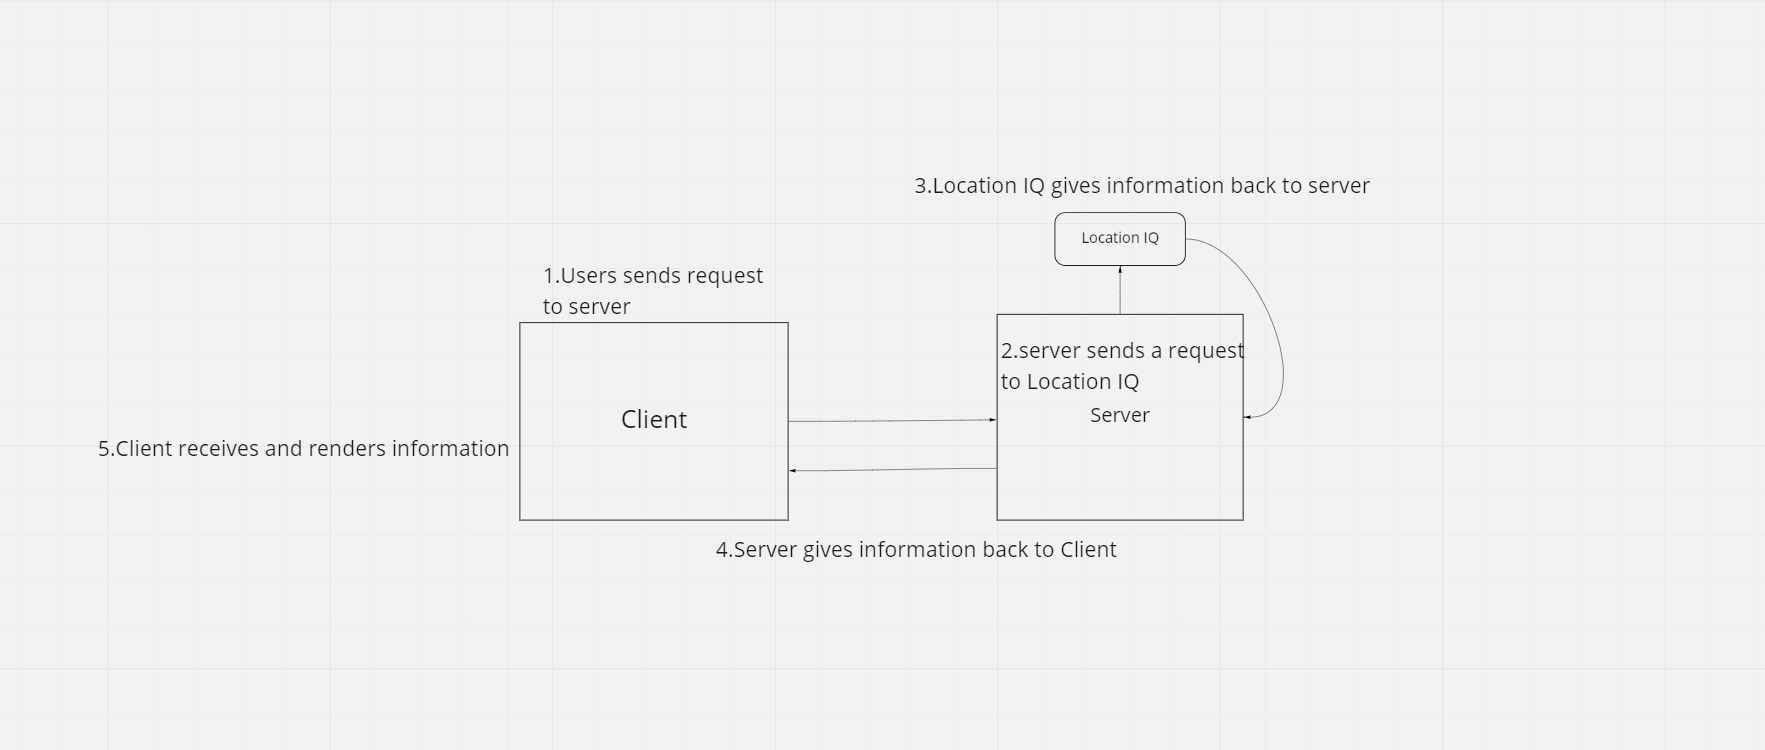 3.Location IQ gives information back to server
Location IQ
1.Users sends request
to server
2.server sends a request
to Location IQ
Server
Client
5.Client receives and renders information
4.Server gives information back to Client